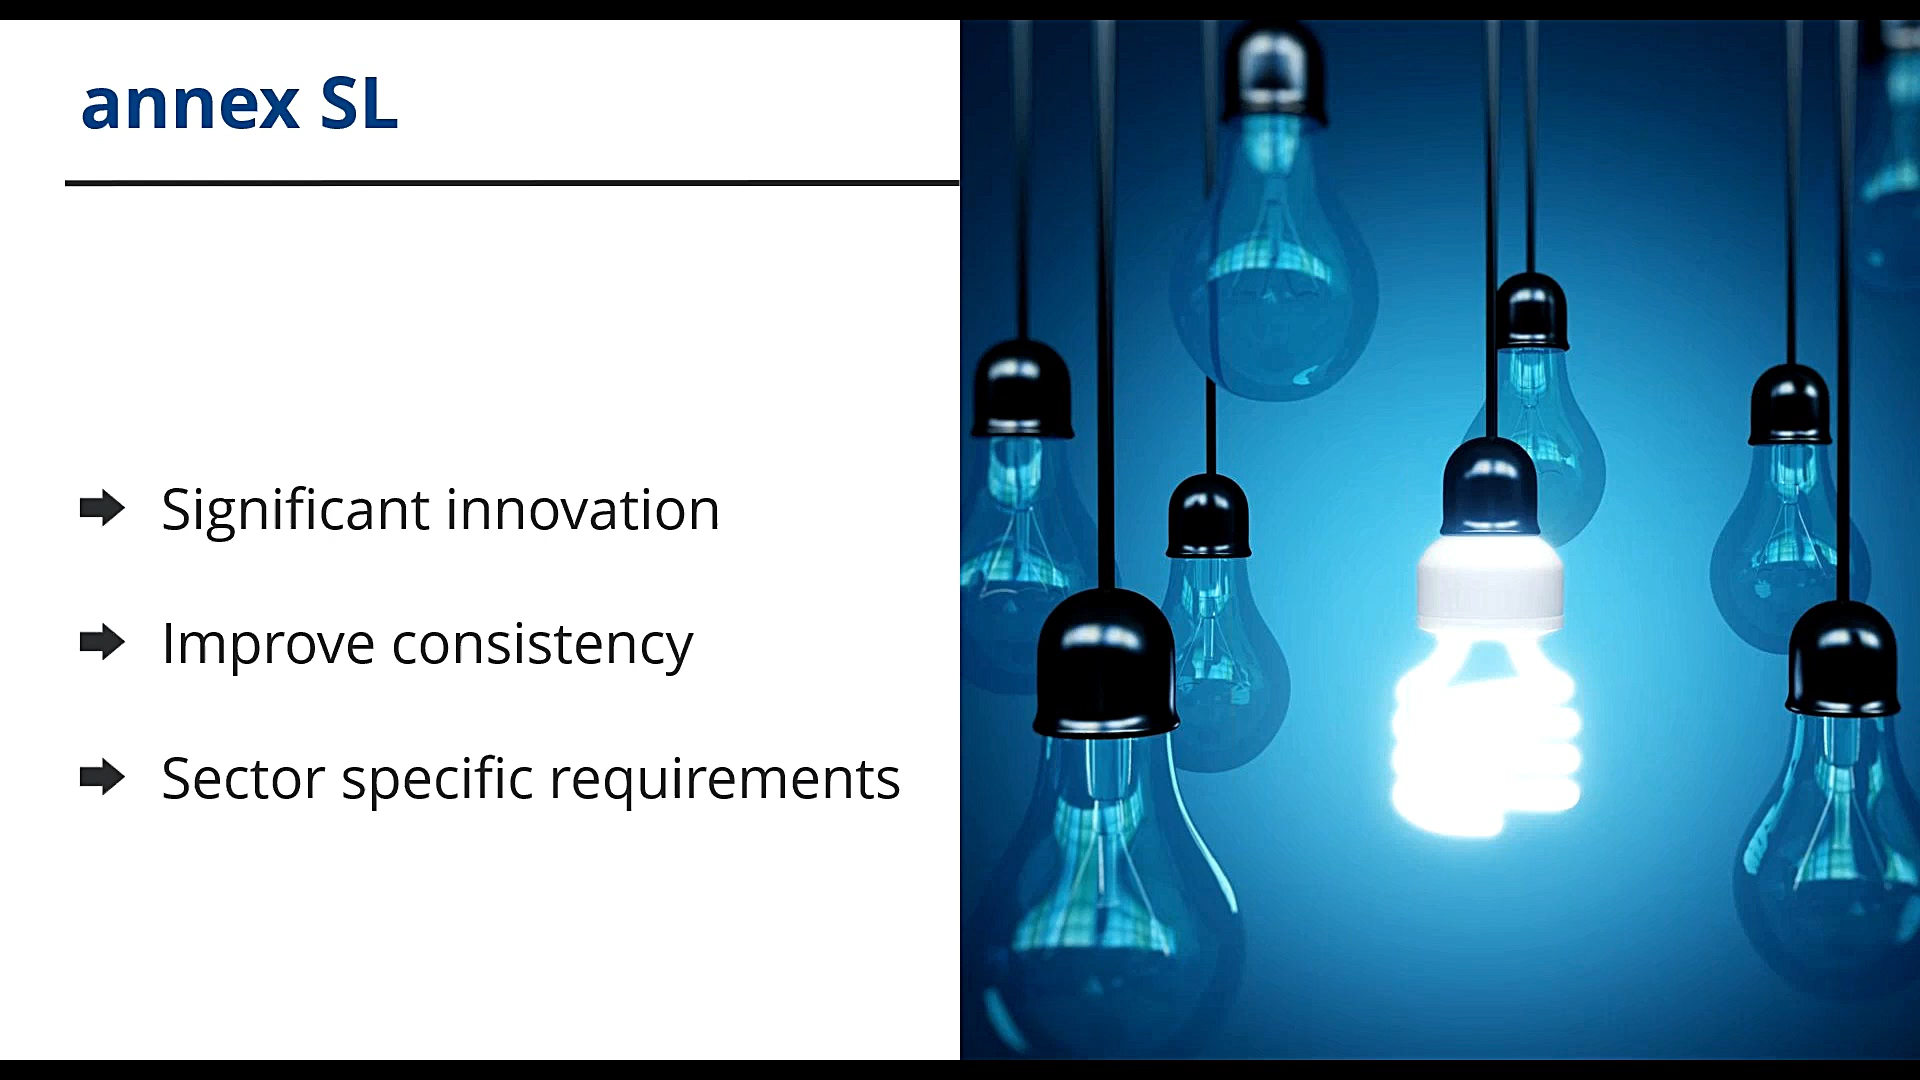 annex SL
Significant innovation
Improve consistency
Sector specific requirements